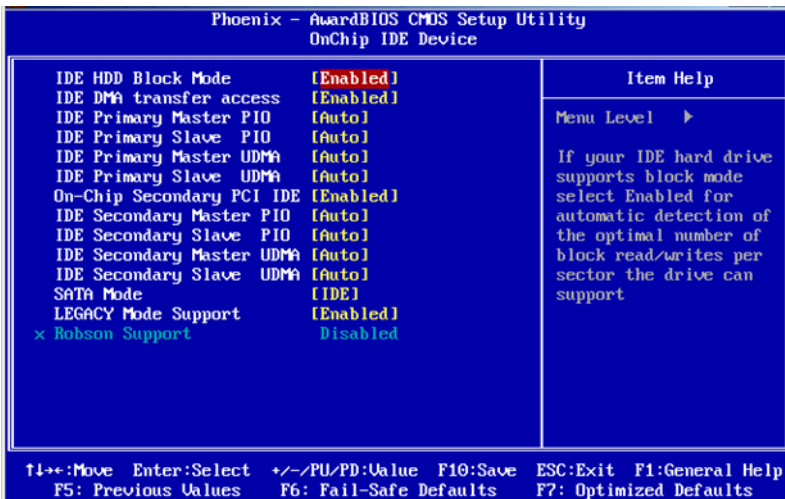 Phoenix - AwardBIOS CMOS Setup Utility
OnChip IDE Device
IDE HDD Block Mode [Enabled]
IDE DMA transfer access [Enabled]
IDE Primary Master PIO [Auto]
IDE Primary Slave PIO [Auto]
IDE Primary Master UDMA [Auto]
IDE Primary Slave UDMA [Auto]
On-Chip Secondary PCI IDE [Enabled]
IDE Secondary Master PIO [Auto]
IDE Secondary Slave PIO [Auto]
IDE Secondary Master UDMA [Auto]
IDE Secondary Slave UDMA [Auto]
SATA Mode [IDE]
LEGACY Mode Support [Enabled]
x Robson Support Disabled
Item Help
Menu Level ▶
If your IDE hard drive
supports block mode
select Enabled for
automatic detection of
the optimal number of
block read/writes per
sector the drive can
support
↑↓→←:Move Enter:Select +/-/PU/PD:Value F10:Save ESC:Exit F1:General Help
F5: Previous Values F6: Fail-Safe Defaults F7: Optimized Defaults